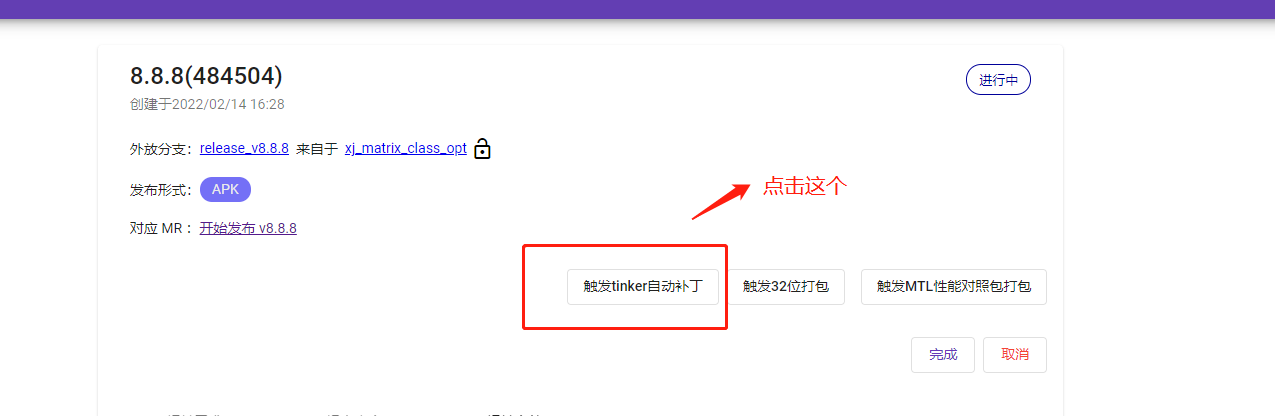 8.8.8(484504)
进行中
创建于2022/02/14 16:28
外放分支：release_v8.8.8 来自于 xj_matrix_class_opt
发布形式：APK
点击这个
对应 MR ：开始发布 v8.8.8
触发tinker自动补丁 触发32位打包 触发MTL性能对照包打包
完成 取消